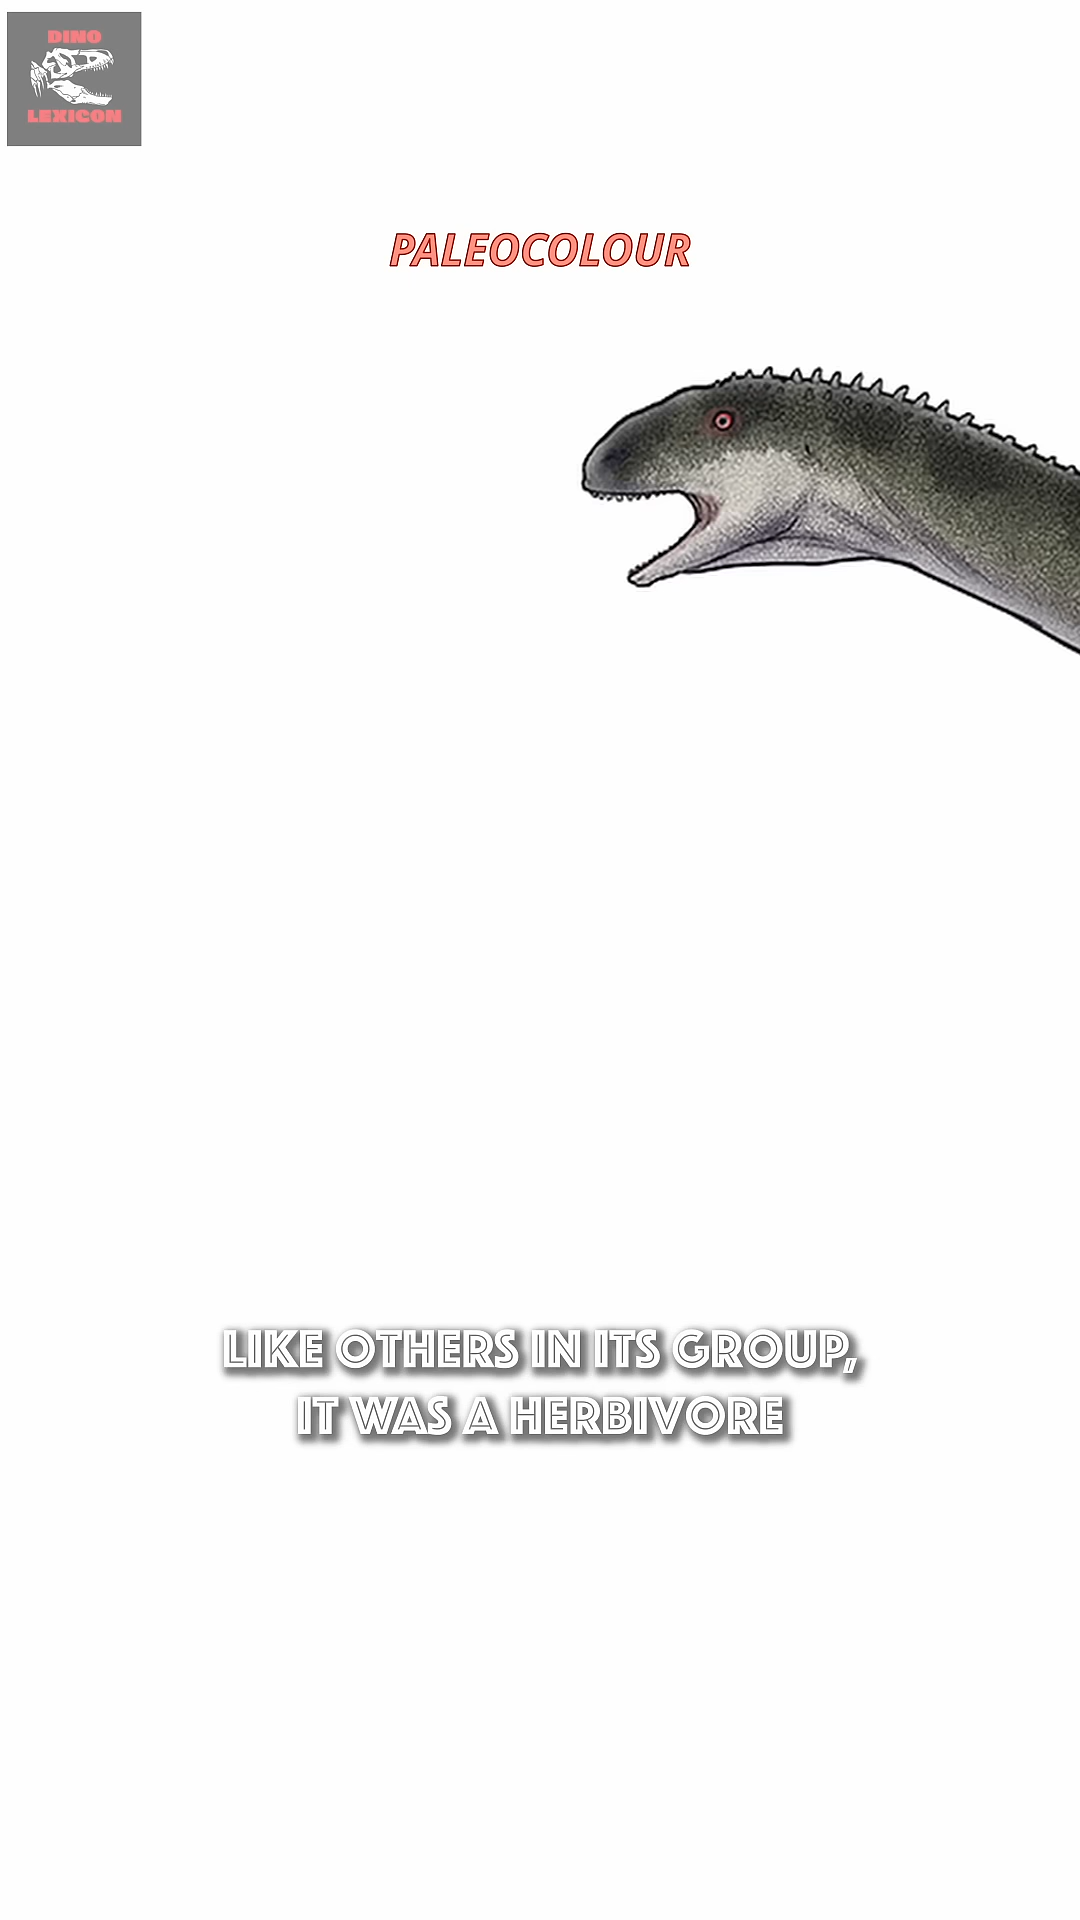 DINO
LEXICON
PALEOCOLOUR
LIKE OTHERS IN ITS GROUP,
IT WAS A HERBIVORE